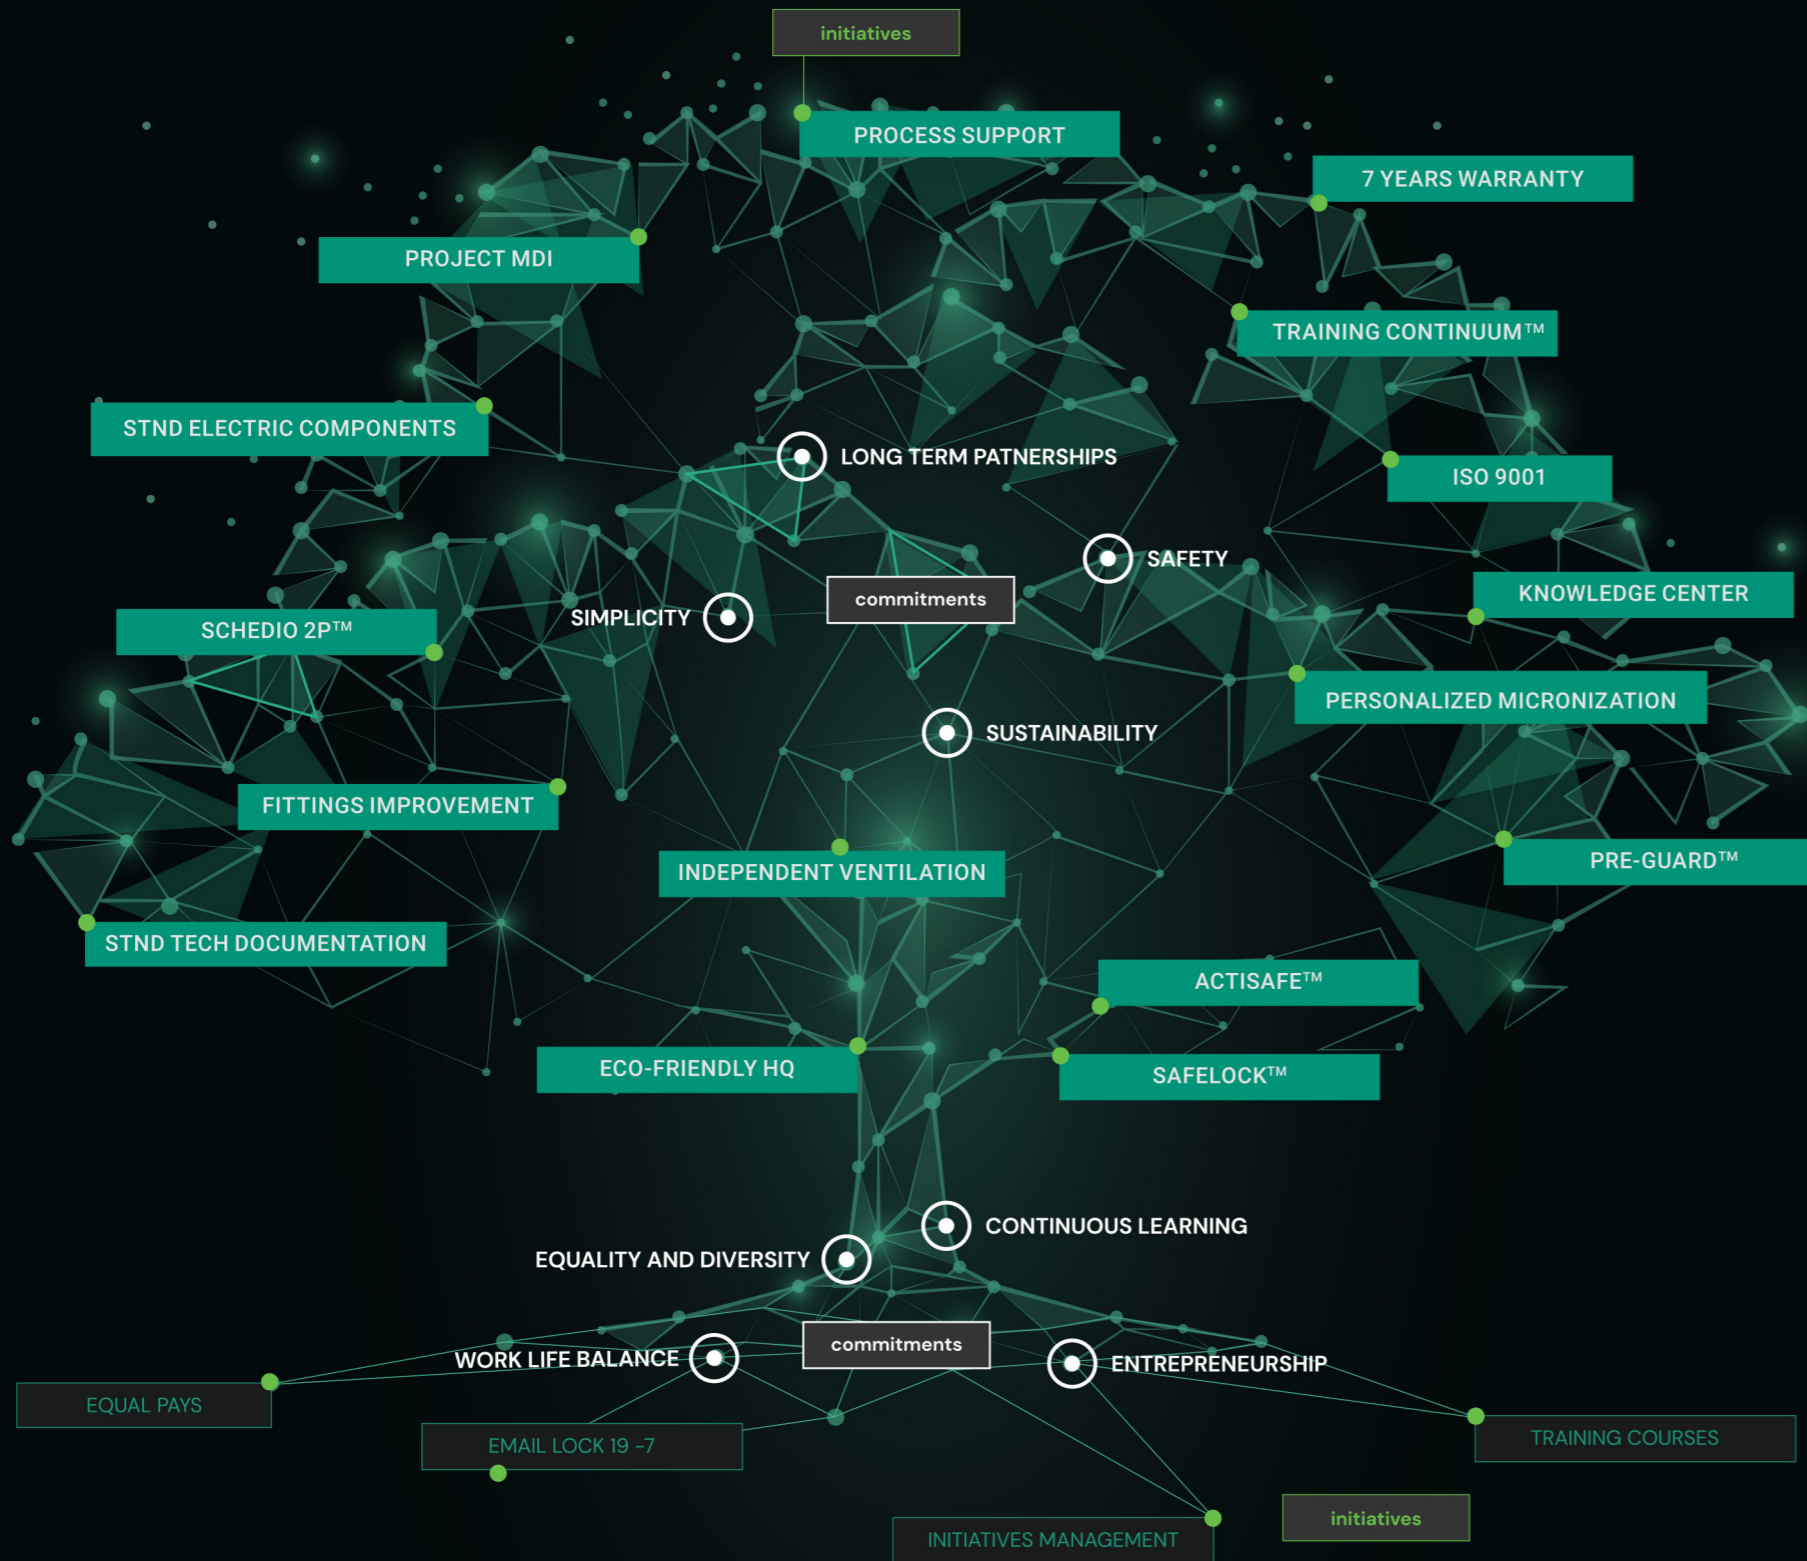 initiatives
PROCESS SUPPORT
7 YEARS WARRANTY
PROJECT MDI
TRAINING CONTINUUM™
STND ELECTRIC COMPONENTS
LONG TERM PATNERSHIPS
ISO 9001
SAFETY
commitments
KNOWLEDGE CENTER
SIMPLICITY
SCHEDIO 2P™
PERSONALIZED MICRONIZATION
SUSTAINABILITY
FITTINGS IMPROVEMENT
PRE-GUARD™
INDEPENDENT VENTILATION
STND TECH DOCUMENTATION
ACTISAFE™
ECO-FRIENDLY HQ
SAFELOCK™
CONTINUOUS LEARNING
EQUALITY AND DIVERSITY
commitments
WORK LIFE BALANCE
ENTREPRENEURSHIP
EQUAL PAYS
EMAIL LOCK 19 -7
TRAINING COURSES
initiatives
INITIATIVES MANAGEMENT